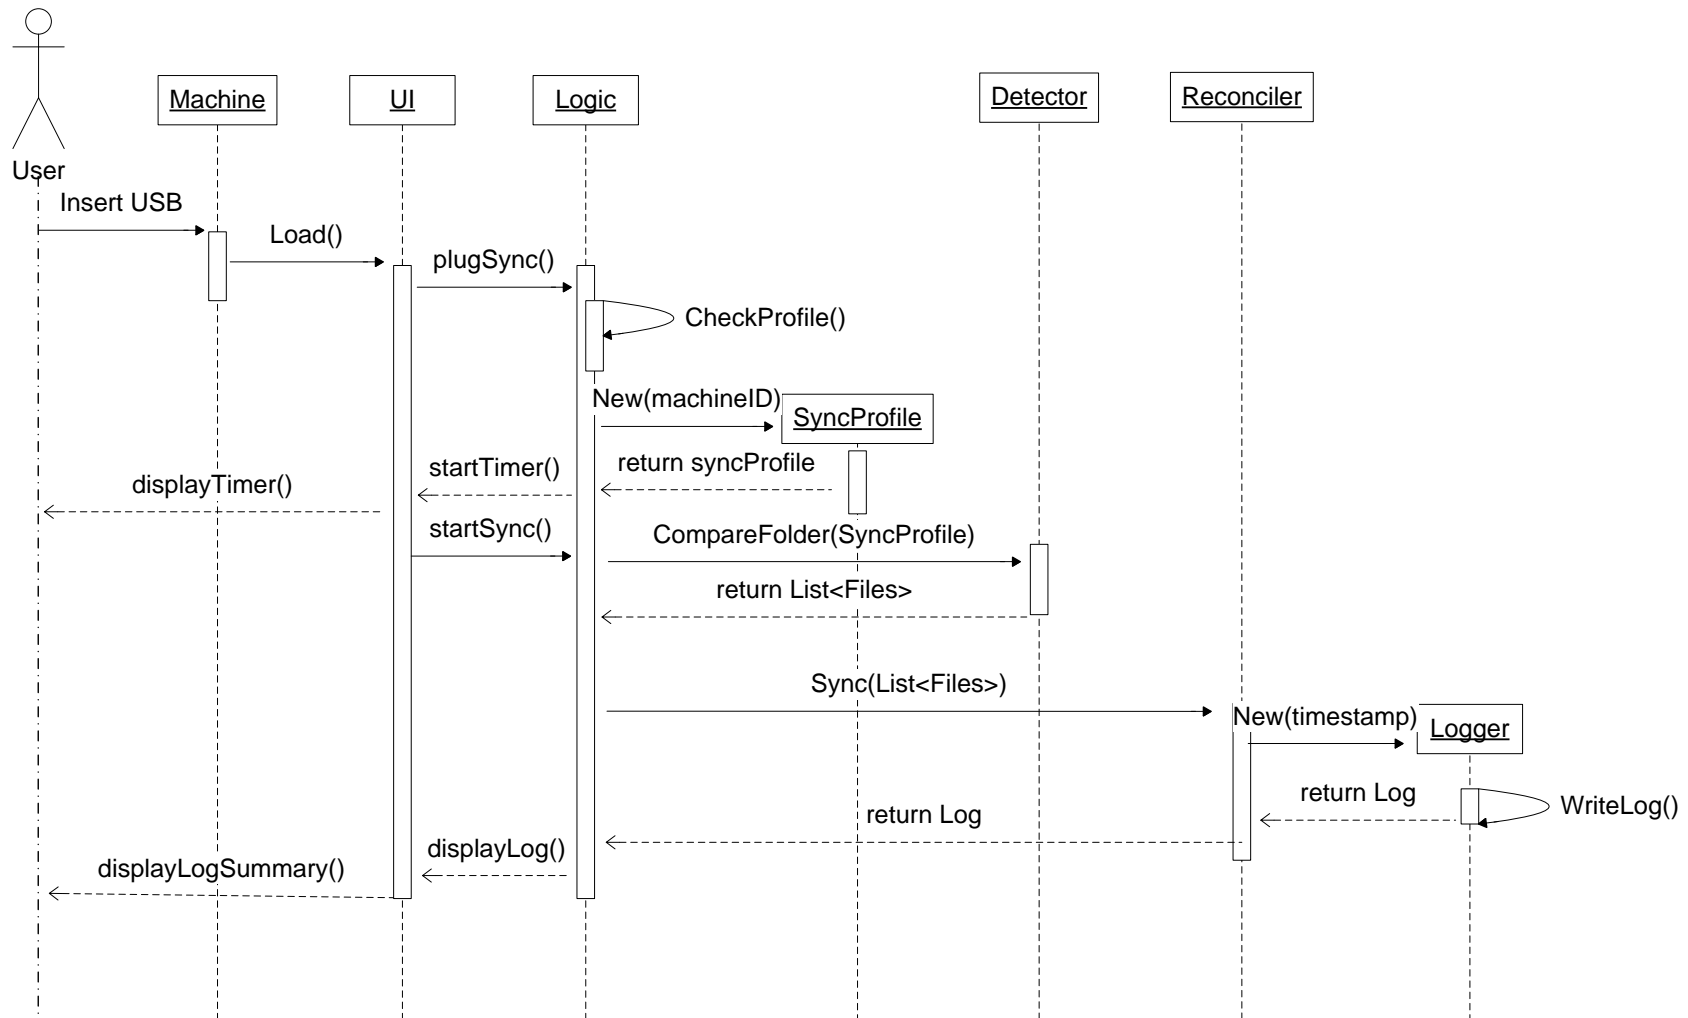 User
Machine
UI
Logic
Detector
Reconciler
Insert USB
Load()
plugSync()
CheckProfile()
New(machineID)
SyncProfile
return syncProfile
startTimer()
displayTimer()
startSync()
CompareFolder(SyncProfile)
return List<Files>
Sync(List<Files>)
New(timestamp)
Logger
return Log
WriteLog()
return Log
displayLog()
displayLogSummary()